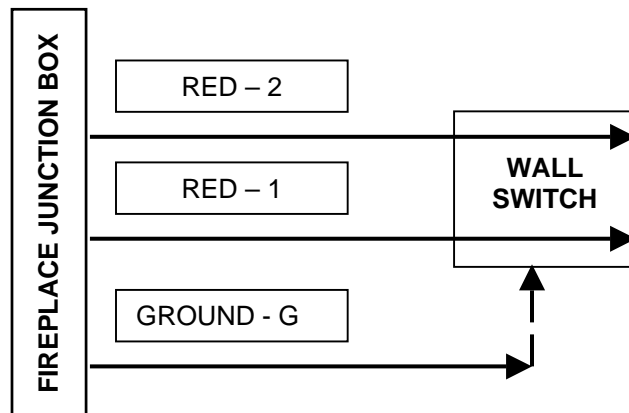 FIREPLACE JUNCTION BOX
RED – 2
RED – 1
WALL
SWITCH
GROUND - G